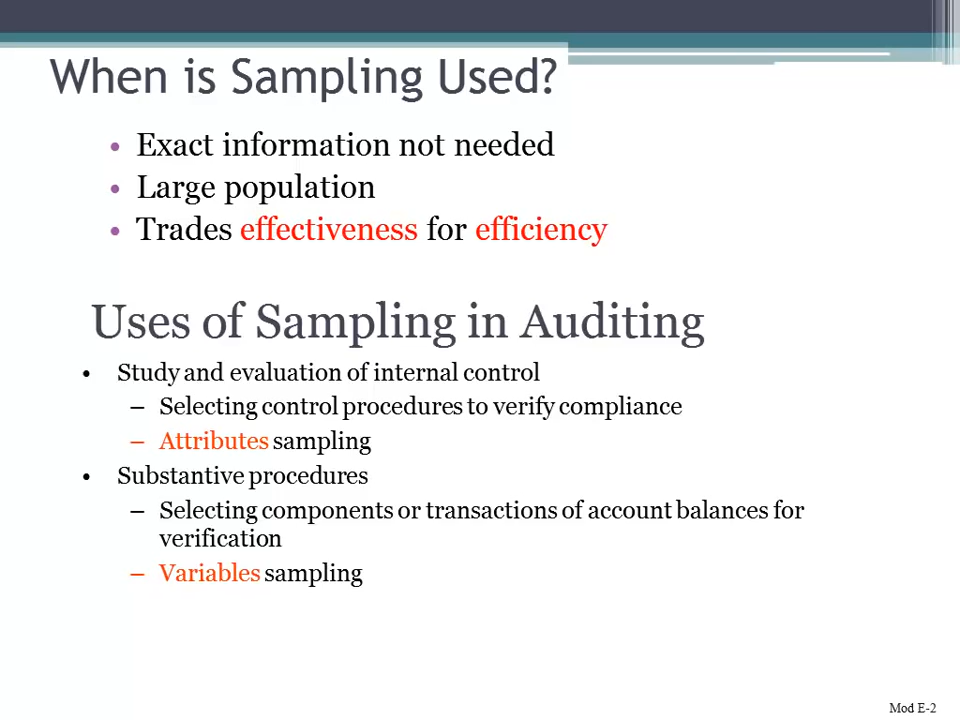 When is Sampling Used?
• Exact information not needed
• Large population
• Trades effectiveness for efficiency
Uses of Sampling in Auditing
• Study and evaluation of internal control
– Selecting control procedures to verify compliance
– Attributes sampling
• Substantive procedures
– Selecting components or transactions of account balances for
verification
– Variables sampling
Mod E-2